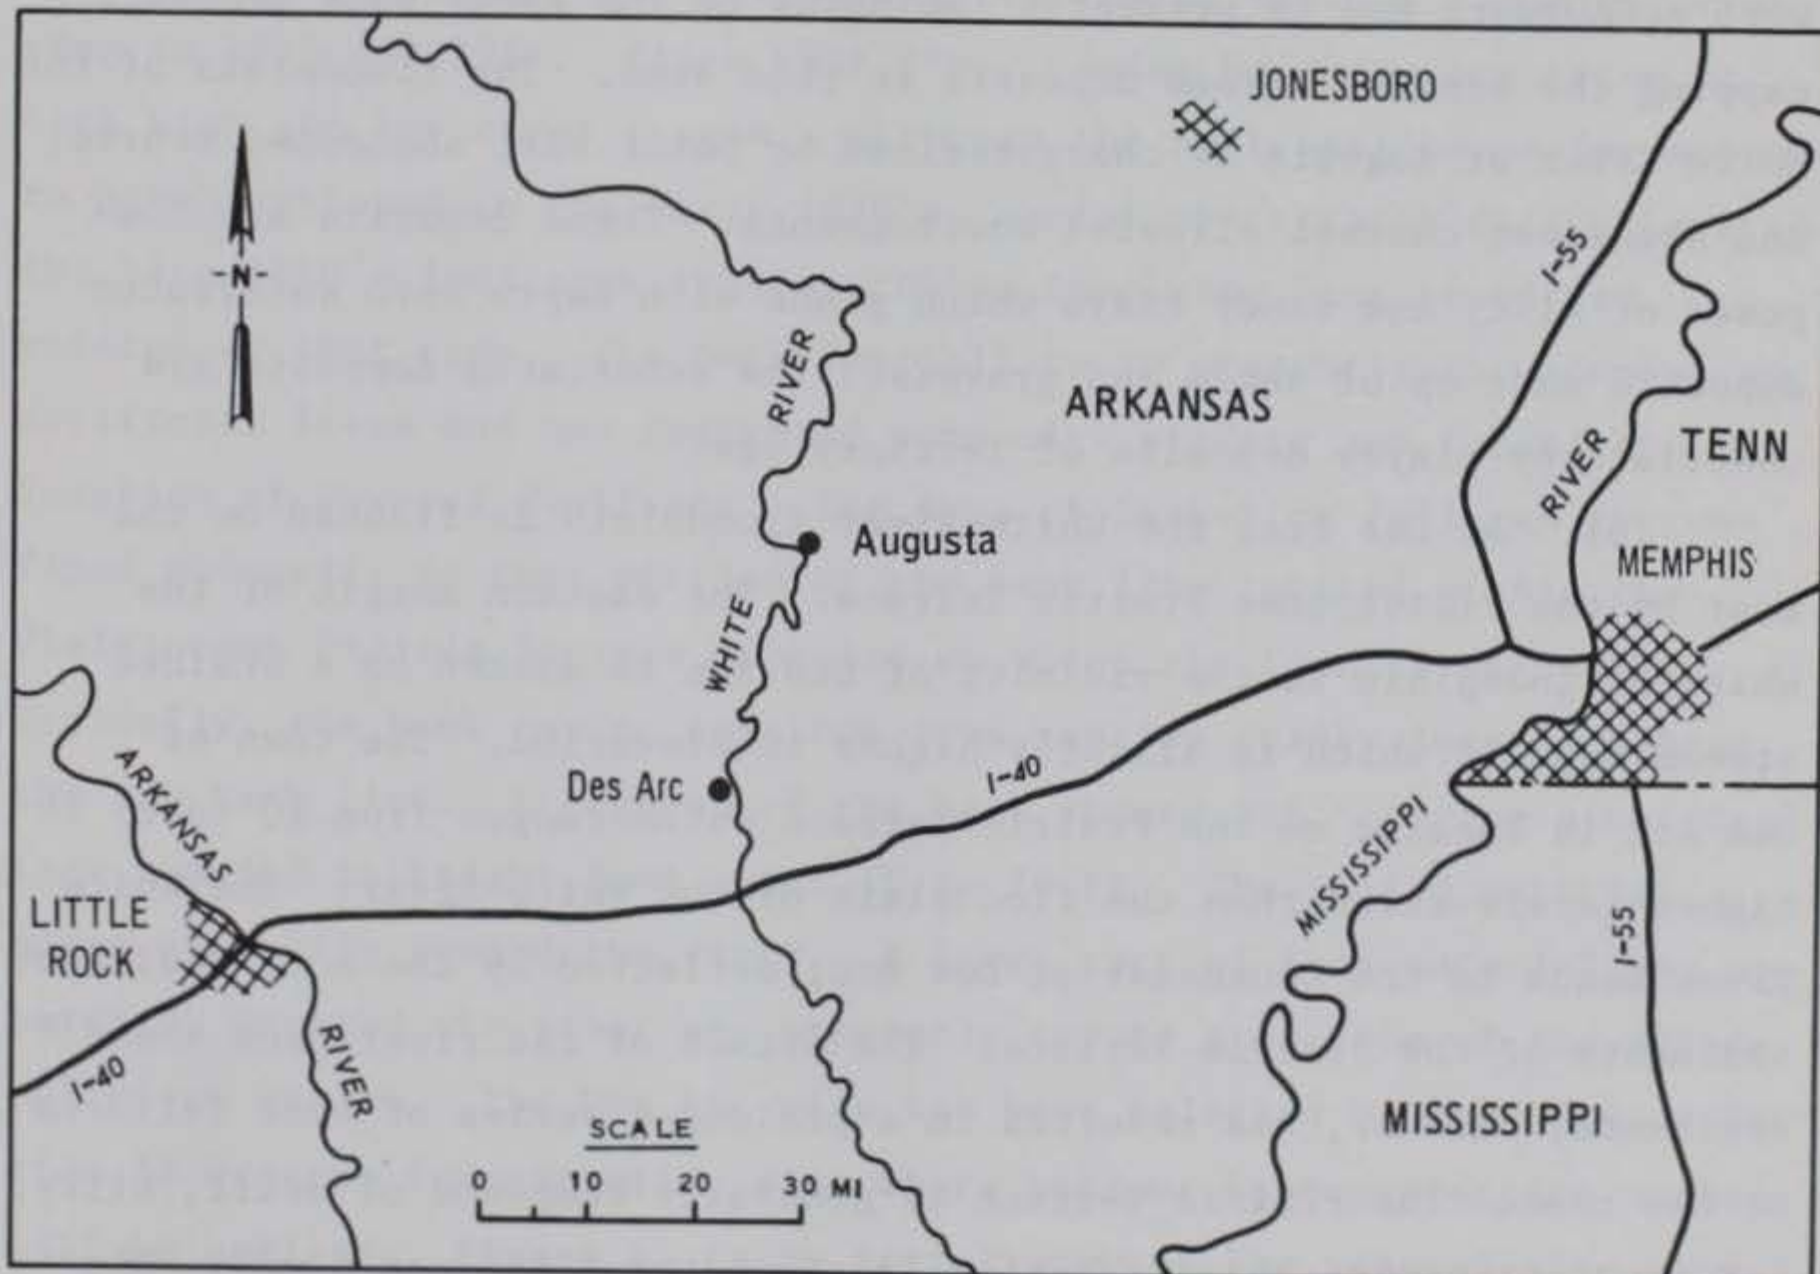 JONESBORO
I-55
-N-
RIVER
ARKANSAS
TENN
RIVER
Augusta
MEMPHIS
WHITE
I-40
Des Arc
ARKANSAS
MISSISSIPPI
LITTLE
ROCK
I-55
RIVER
I-40
MISSISSIPPI
SCALE
0 10 20 30 MI